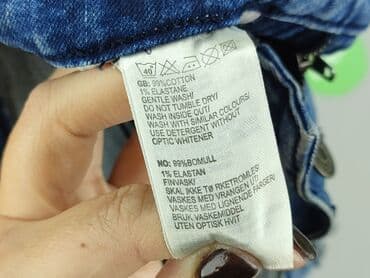 40
GB: 99%COTTON
1% ELASTANE
GENTLE WASH/
DO NOT TUMBLE DRY/
WASH INSIDE OUT/
WASH WITH SIMILAR COLOURS/
USE DETERGENT WITHOUT
OPTIC WHITENER
NO: 99%BOMULL
1% ELASTAN
FINVASK/
SKAL IKKE TØRKETROMLES/
VASKES MED VRANGEN UT/
VASKES MED LIGNENDE FARGER/
BRUK VASKEMIDDEL
UTEN OPTISK HVIT